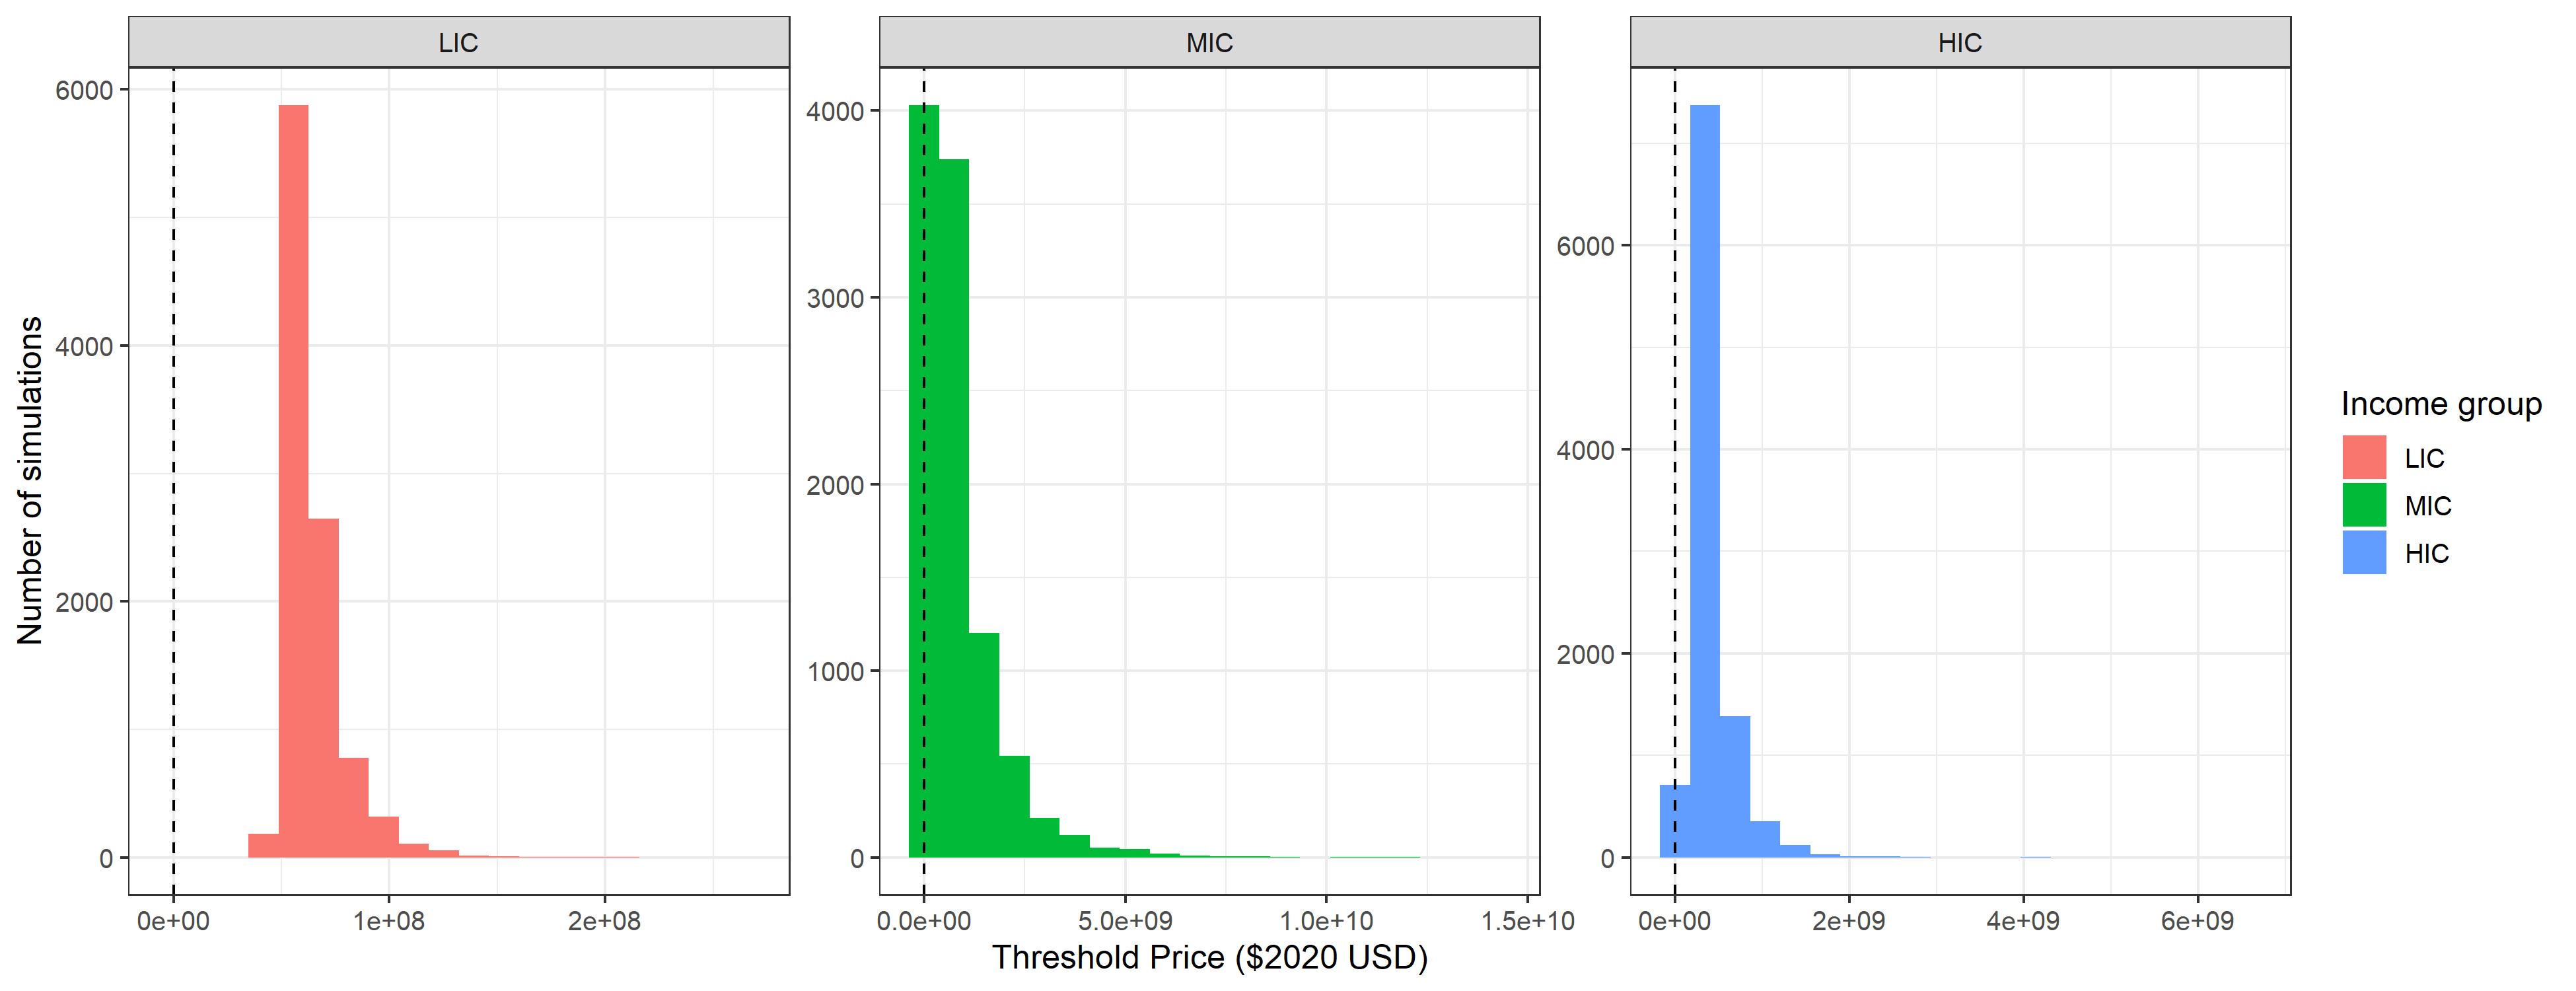 LIC
MIC
HIC
6000
4000
2000
0
4000
3000
2000
1000
0
6000
4000
2000
0
Number of simulations
0e+00 1e+08 2e+08
0.0e+00 5.0e+09 1.0e+10 1.5e+10
0e+00 2e+09 4e+09 6e+09
Threshold Price ($2020 USD)
Income group
LIC
MIC
HIC